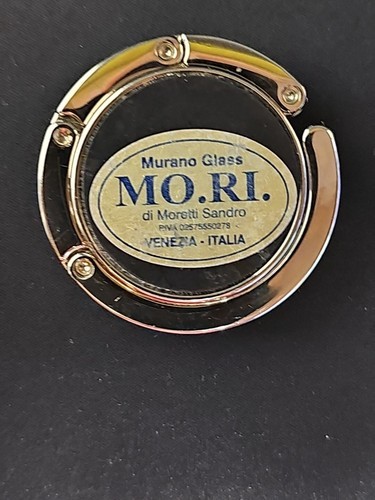 Murano Glass
MO.RI.
di Moretti Sandro
P.IVA 02575550278
VENEZIA - ITALIA